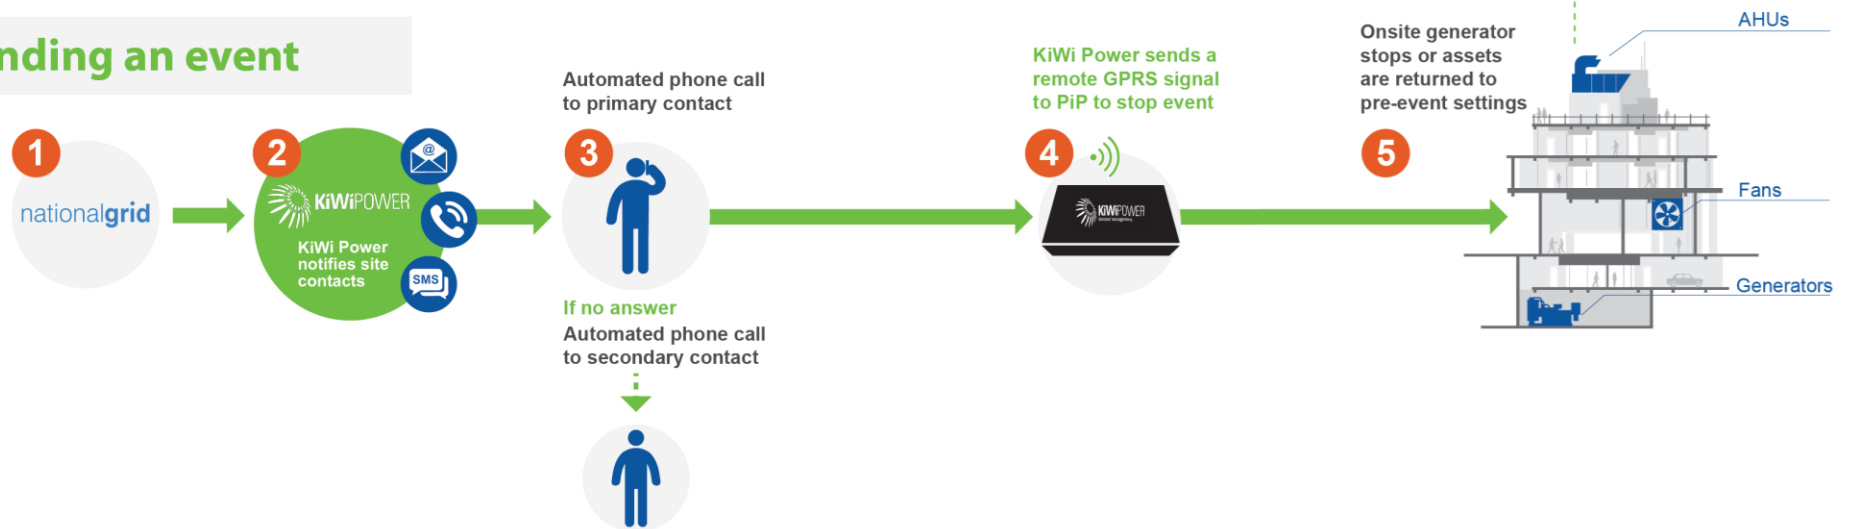 nding an event
1
nationalgrid
2
@
KiWiPOWER
KiWi Power
notifies site
contacts
SMS
Automated phone call
to primary contact
3
If no answer
Automated phone call
to secondary contact
KiWi Power sends a
remote GPRS signal
to PiP to stop event
4
KiWiPOWER
Onsite generator
stops or assets
are returned to
pre-event settings
5
AHUs
Fans
Generators